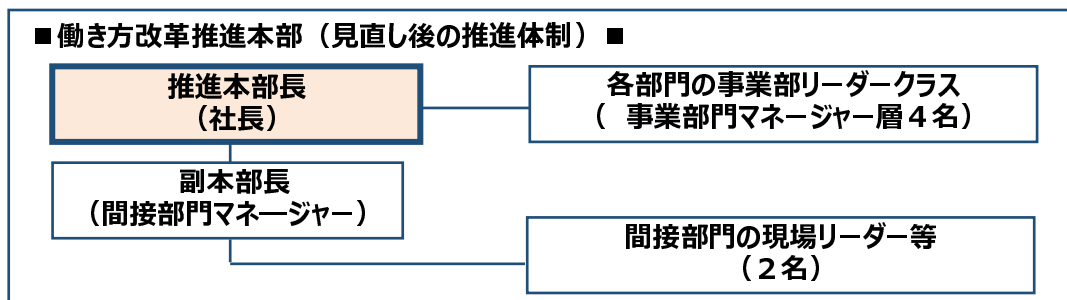 ■働き方改革推進本部（見直し後の推進体制）■
推進本部長
（社長）
各部門の事業部リーダークラス
（ 事業部門マネージャー層４名）
副本部長
（間接部門マネージャー）
間接部門の現場リーダー等
（２名）